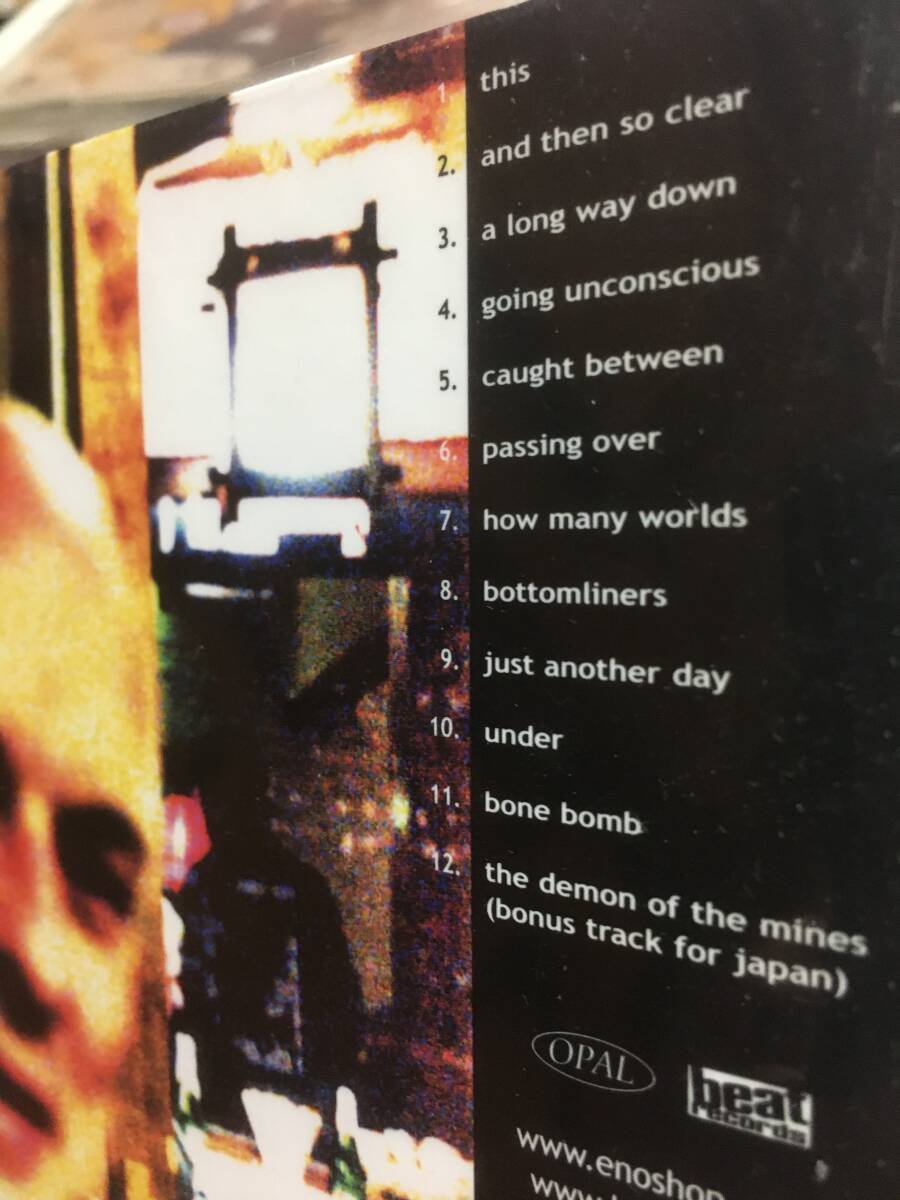 1. this
2. and then so clear
3. a long way down
4. going unconscious
5. caught between
6. passing over
7. how many worlds
8. bottomliners
9. just another day
10. under
11. bone bomb
12. the demon of the mines
(bonus track for japan)
OPAL
beat
records
www.enoshop
www.